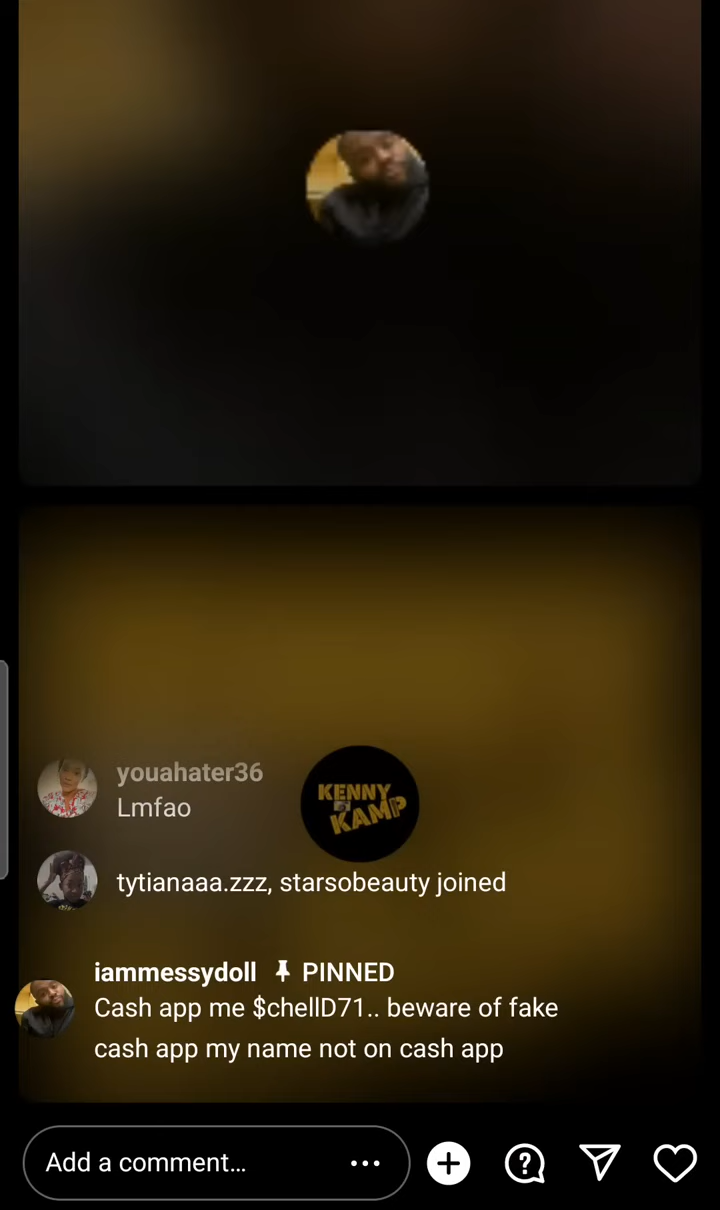 youahater36
Lmfao
KENNY
KAMP
tytianaaa.zzz, starsobeauty joined
iammessydoll PINNED
Cash app me $chellD71.. beware of fake
cash app my name not on cash app
Add a comment...